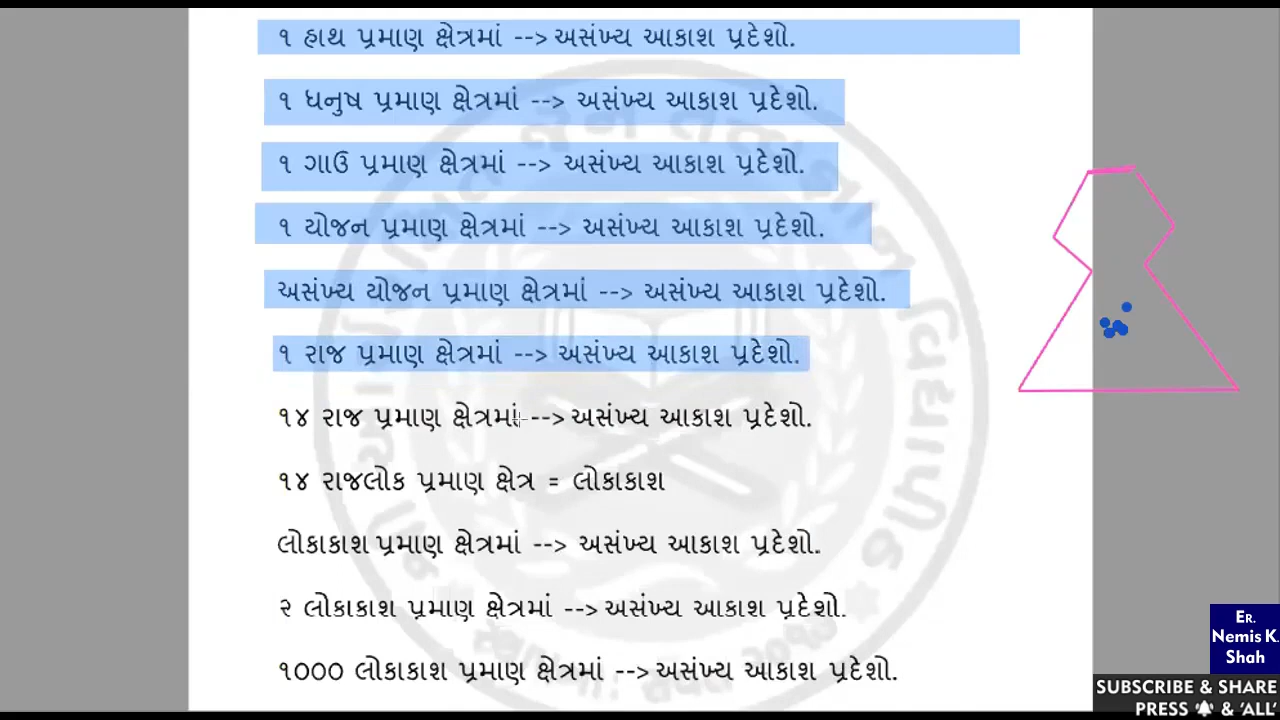 ૧ હાથ પ્રમાણ ક્ષેત્રમાં --> અસંખ્ય આકાશ પ્રદેશો.
૧ ધનુષ પ્રમાણ ક્ષેત્રમાં --> અસંખ્ય આકાશ પ્રદેશો.
૧ ગાઉ પ્રમાણ ક્ષેત્રમાં --> અસંખ્ય આકાશ પ્રદેશો.
૧ યોજન પ્રમાણ ક્ષેત્રમાં --> અસંખ્ય આકાશ પ્રદેશો.
અસંખ્ય યોજન પ્રમાણ ક્ષેત્રમાં --> અસંખ્ય આકાશ પ્રદેશો.
૧ રાજ પ્રમાણ ક્ષેત્રમાં --> અસંખ્ય આકાશ પ્રદેશો.
૧૪ રાજ પ્રમાણ ક્ષેત્રમાં --> અસંખ્ય આકાશ પ્રદેશો.
૧૪ રાજલોક પ્રમાણ ક્ષેત્ર = લોકાકાશ
લોકાકાશ પ્રમાણ ક્ષેત્રમાં --> અસંખ્ય આકાશ પ્રદેશો.
૨ લોકાકાશ પ્રમાણ ક્ષેત્રમાં --> અસંખ્ય આકાશ પ્રદેશો.
૧૦૦૦ લોકાકાશ પ્રમાણ ક્ષેત્રમાં --> અસંખ્ય આકાશ પ્રદેશો.
ER.
Nemis K.
Shah
SUBSCRIBE & SHARE
PRESS & 'ALL'